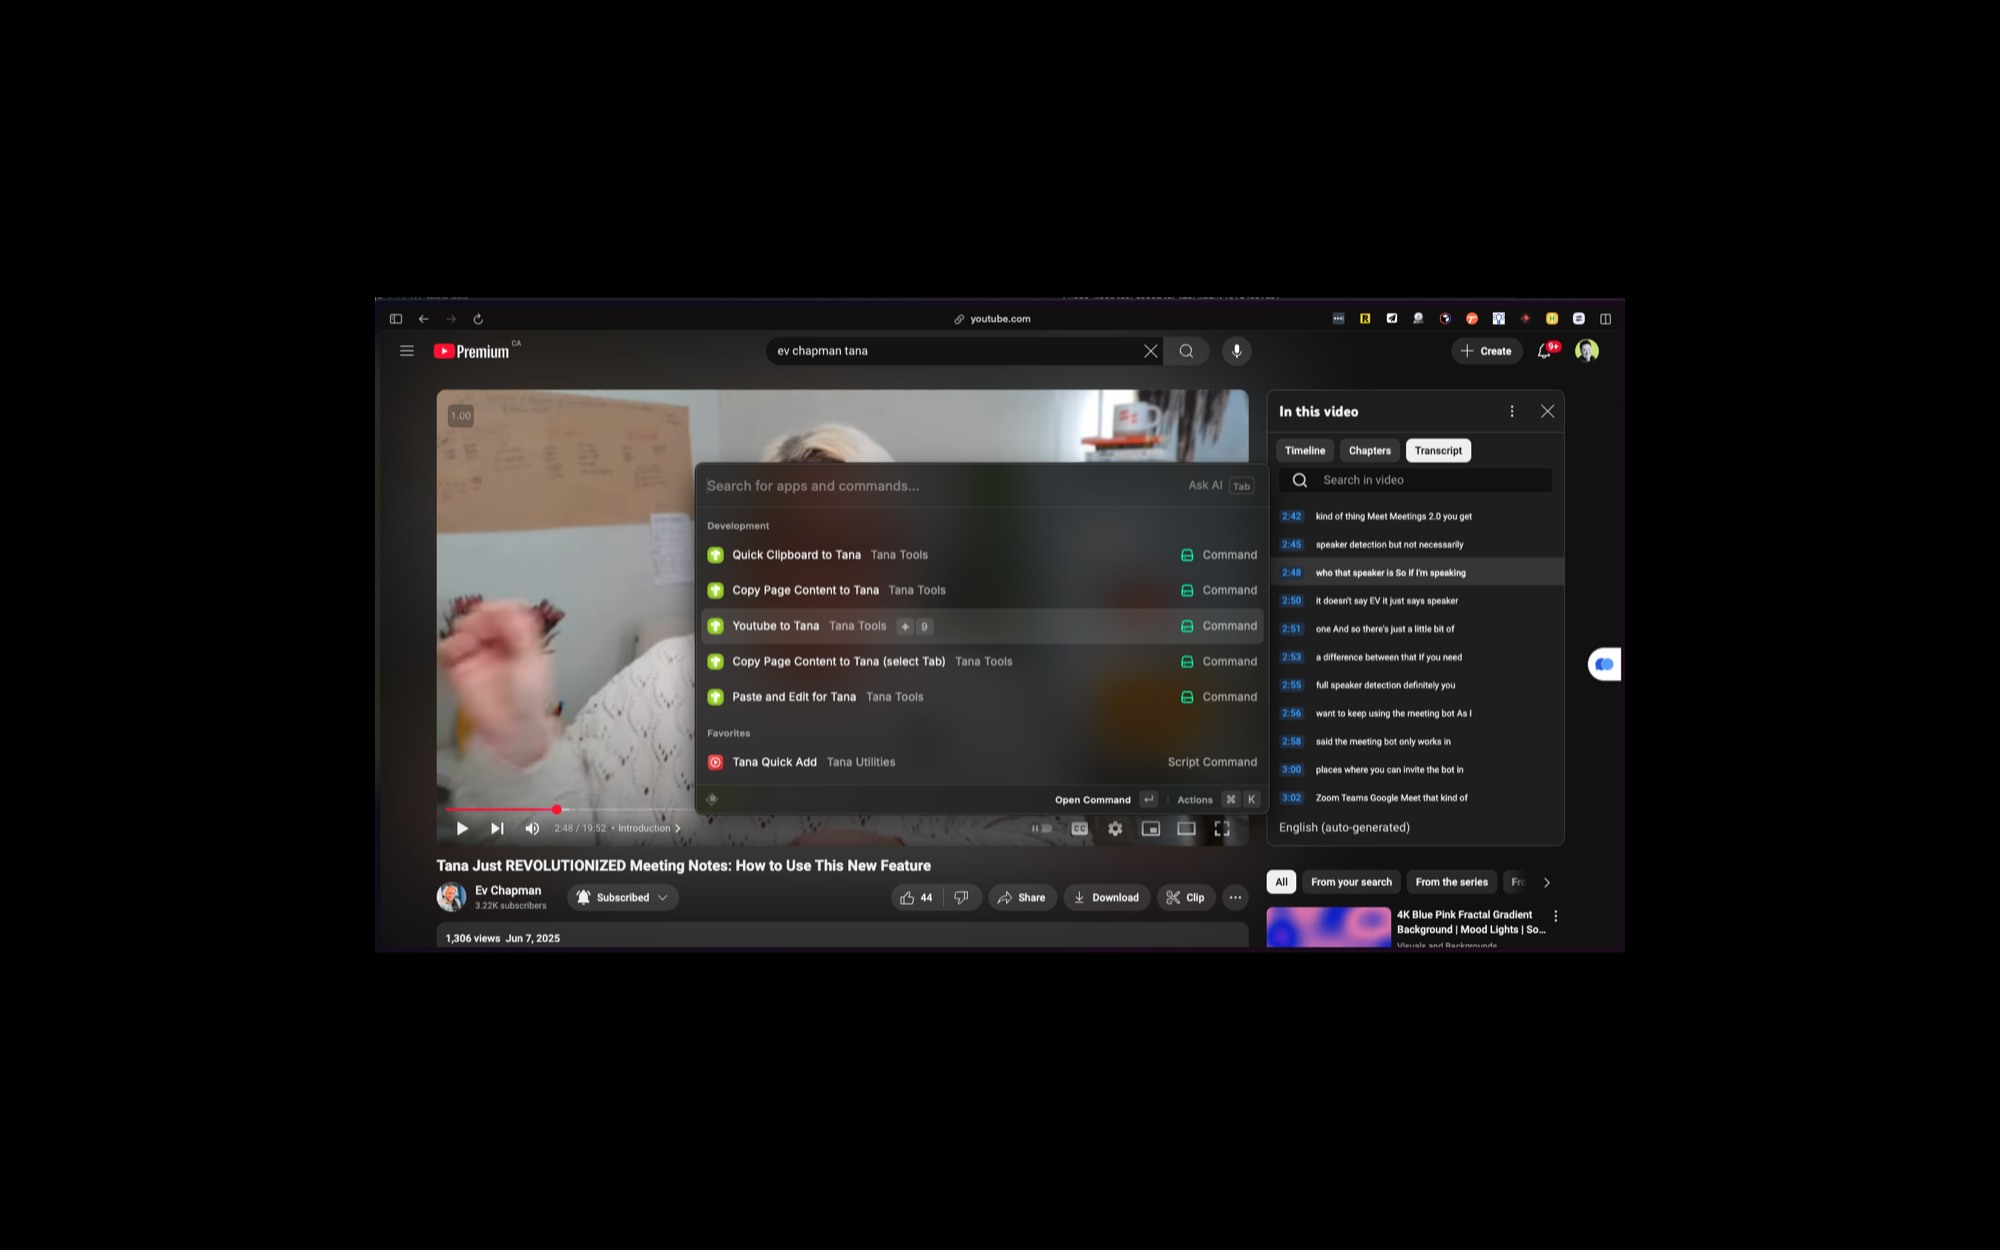 youtube.com
Premium CA
ev chapman tana
Create
9+
1.00
Search for apps and commands...
Ask AI Tab
Development
Quick Clipboard to Tana Tana Tools Command
Copy Page Content to Tana Tana Tools Command
Youtube to Tana Tana Tools 9 Command
Copy Page Content to Tana (select Tab) Tana Tools Command
Paste and Edit for Tana Tana Tools Command
Favorites
Tana Quick Add Tana Utilities Script Command
Open Command Actions ⌘ K
2:48 / 19:52 • Introduction
CC
In this video
Timeline Chapters Transcript
Search in video
2:42 kind of thing Meet Meetings 2.0 you get
2:45 speaker detection but not necessarily
2:48 who that speaker is So if I'm speaking
2:50 it doesn't say EV it just says speaker
2:51 one And so there's just a little bit of
2:53 a difference between that If you need
2:55 full speaker detection definitely you
2:56 want to keep using the meeting bot As I
2:58 said the meeting bot only works in
3:00 places where you can invite the bot in
3:02 Zoom Teams Google Meet that kind of
English (auto-generated)
Tana Just REVOLUTIONIZED Meeting Notes: How to Use This New Feature
Ev Chapman
3.22K subscribers
Subscribed
44
Share
Download
Clip
1,306 views Jun 7, 2025
All From your search From the series Fro
4K Blue Pink Fractal Gradient
Background | Mood Lights | So...
Visuals and Backgrounds